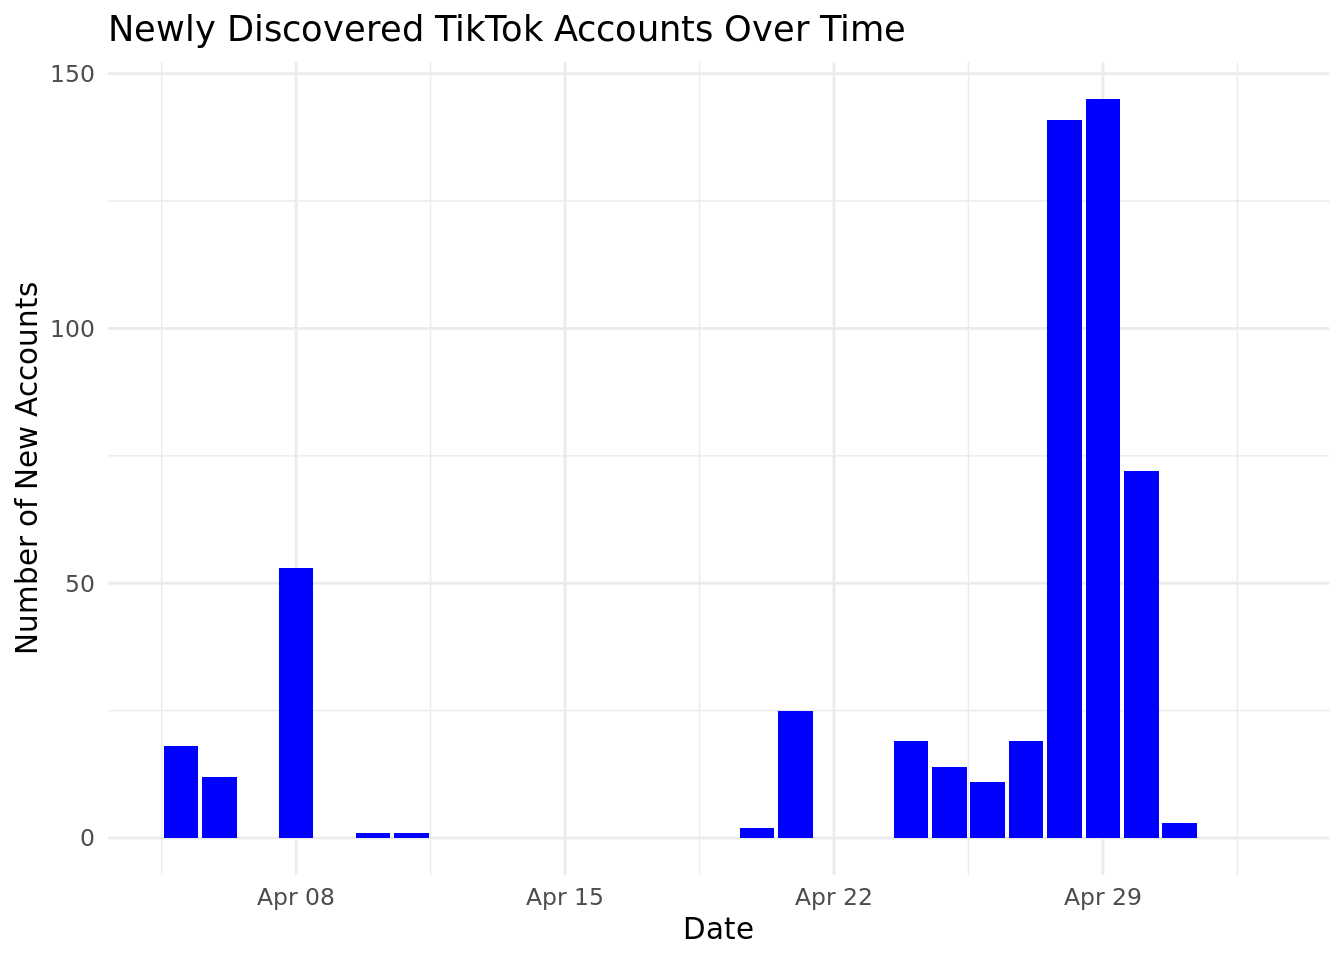 Newly Discovered TikTok Accounts Over Time
Number of New Accounts
150
100
50
0
Apr 08
Apr 15
Apr 22
Apr 29
Date